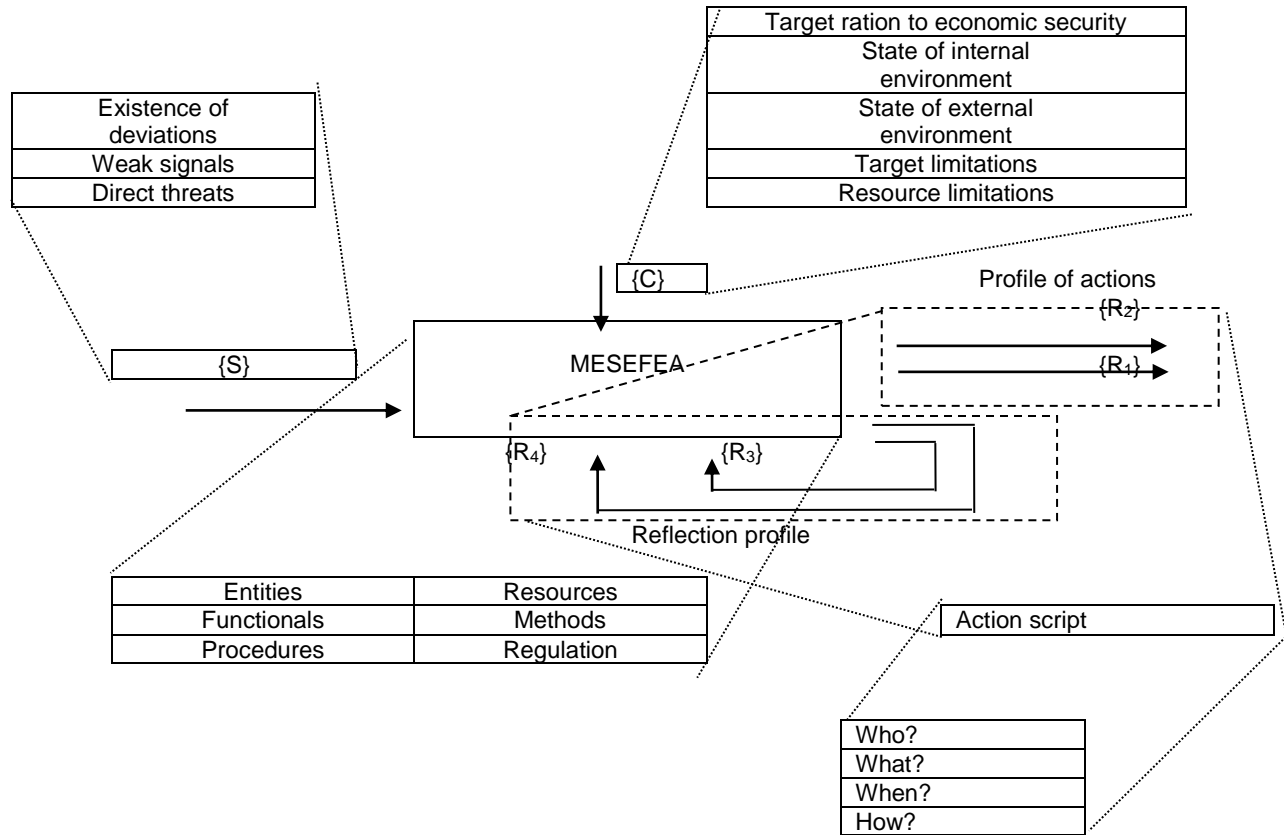 Target ration to economic security
State of internal
environment
State of external
environment
Target limitations
Resource limitations
Existence of
deviations
Weak signals
Direct threats
{C}
Profile of actions
{R₂}
{R₁}
{S}
MESEFEA
{R₄}
{R₃}
Reflection profile
Entities
Resources
Functionals
Methods
Procedures
Regulation
Action script
Who?
What?
When?
How?